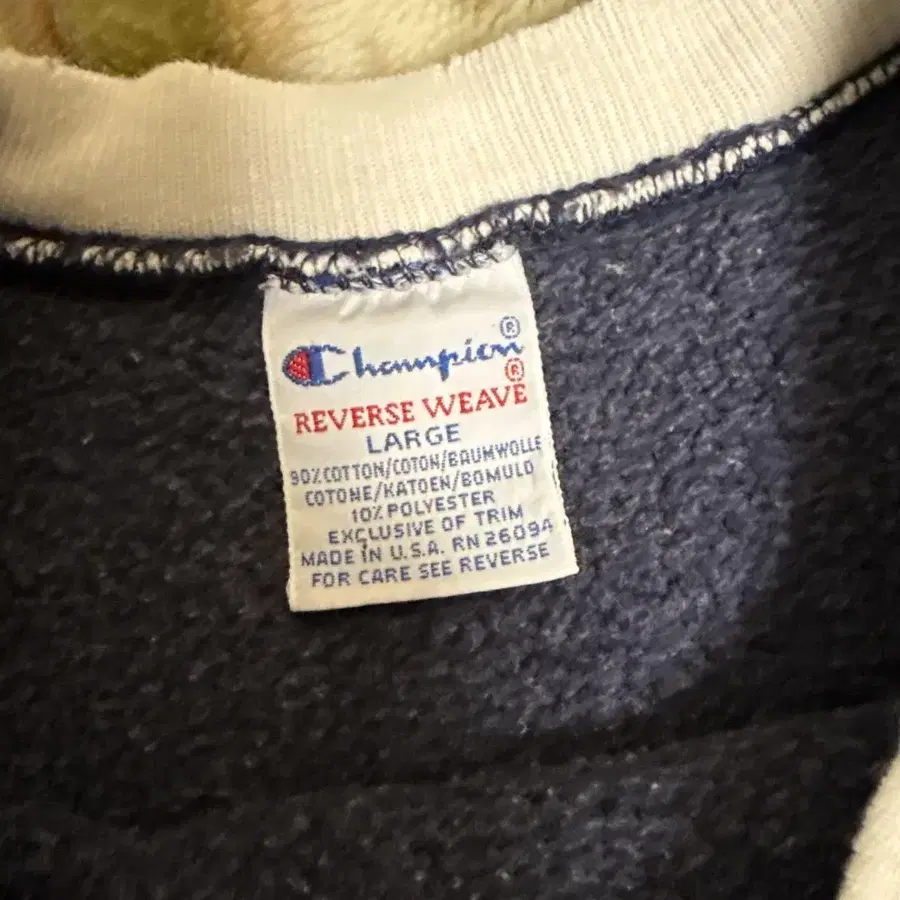 Champion®
REVERSE WEAVE®
LARGE
90% COTTON/COTON/BAUMWOLLE
COTONE/KATOEN/BOMULD
10% POLYESTER
EXCLUSIVE OF TRIM
MADE IN U.S.A. RN 26094
FOR CARE SEE REVERSE